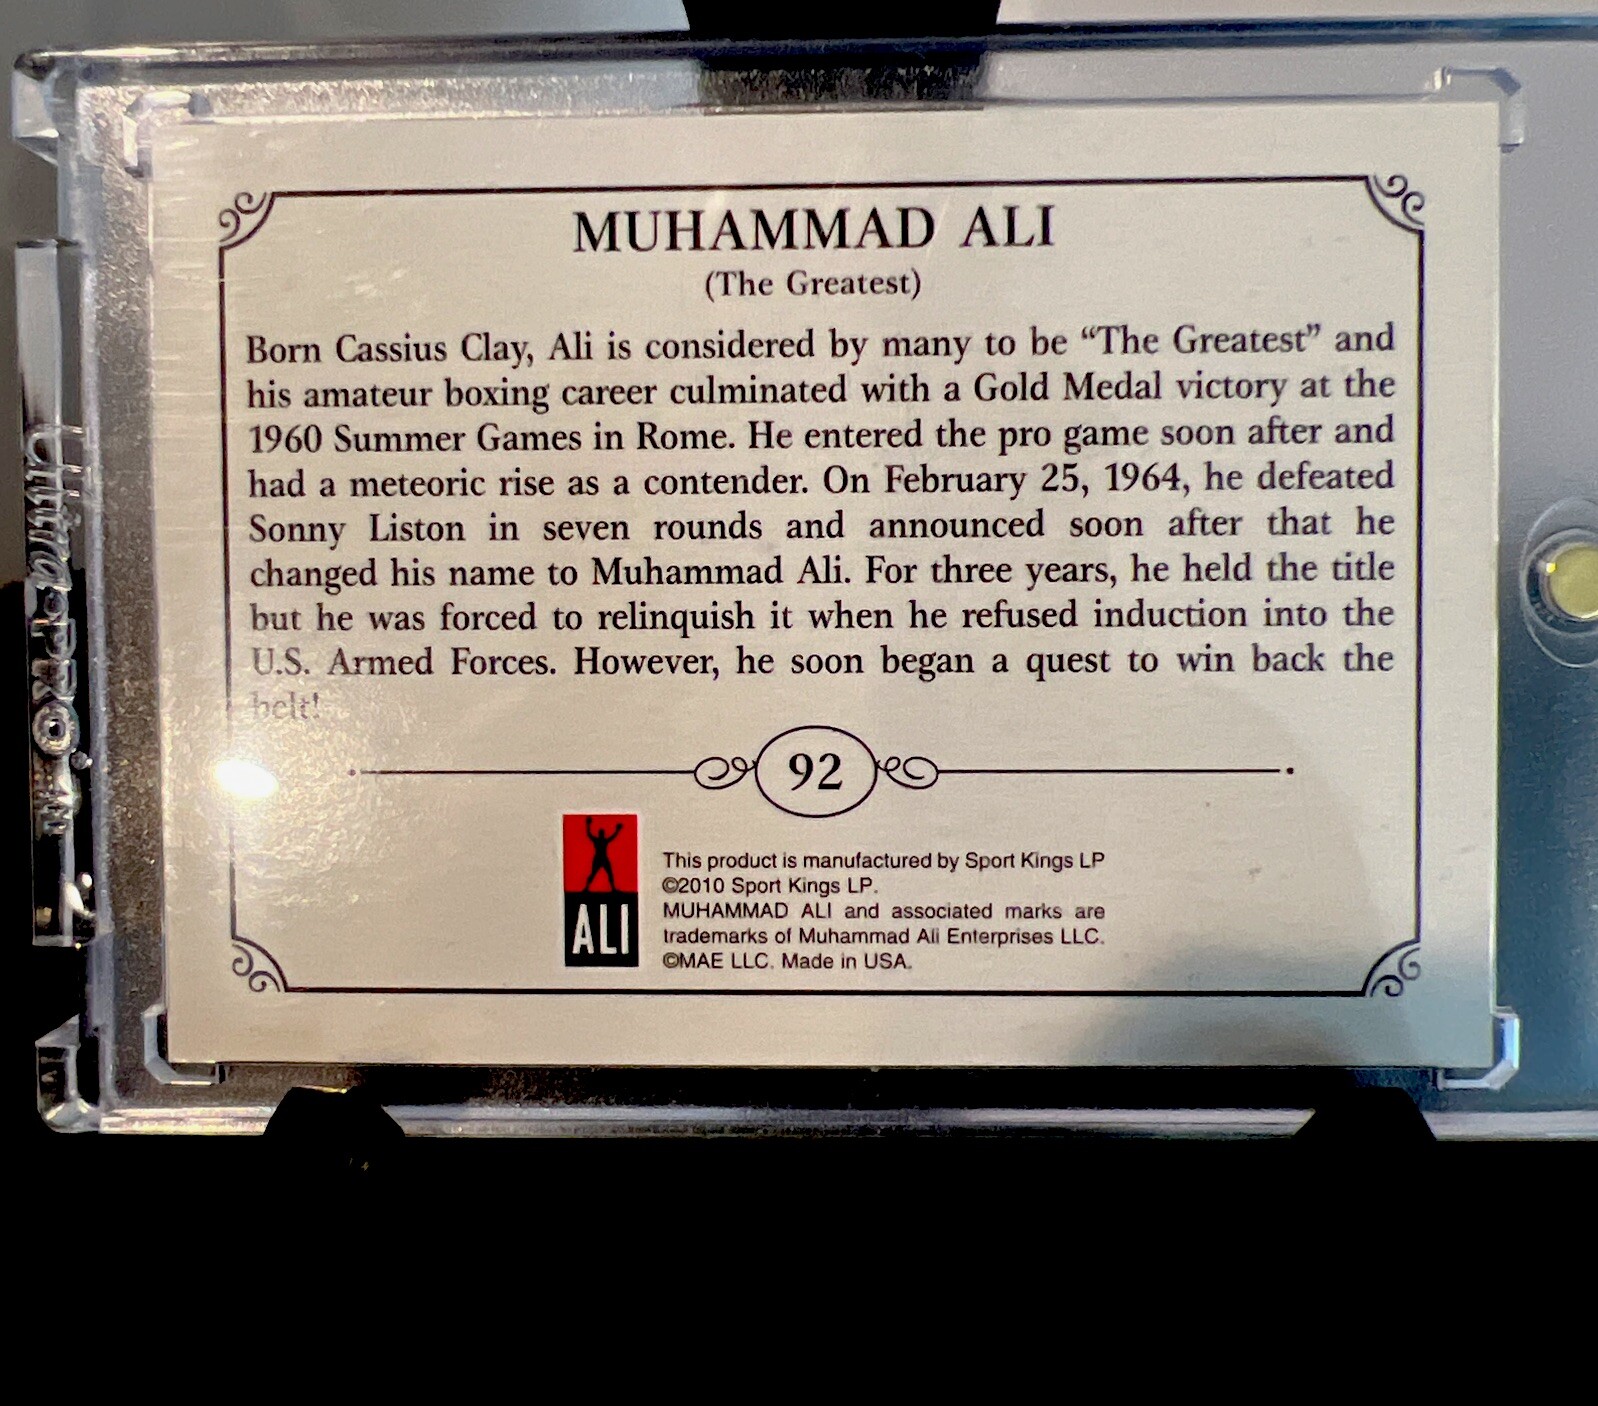 MUHAMMAD ALI
(The Greatest)
Born Cassius Clay, Ali is considered by many to be “The Greatest” and
his amateur boxing career culminated with a Gold Medal victory at the
1960 Summer Games in Rome. He entered the pro game soon after and
had a meteoric rise as a contender. On February 25, 1964, he defeated
Sonny Liston in seven rounds and announced soon after that he
changed his name to Muhammad Ali. For three years, he held the title
but he was forced to relinquish it when he refused induction into the
U.S. Armed Forces. However, he soon began a quest to win back the
belt!
92
ALI
This product is manufactured by Sport Kings LP
©2010 Sport Kings LP.
MUHAMMAD ALI and associated marks are
trademarks of Muhammad Ali Enterprises LLC.
©MAE LLC. Made in USA.
Ultra•PRO